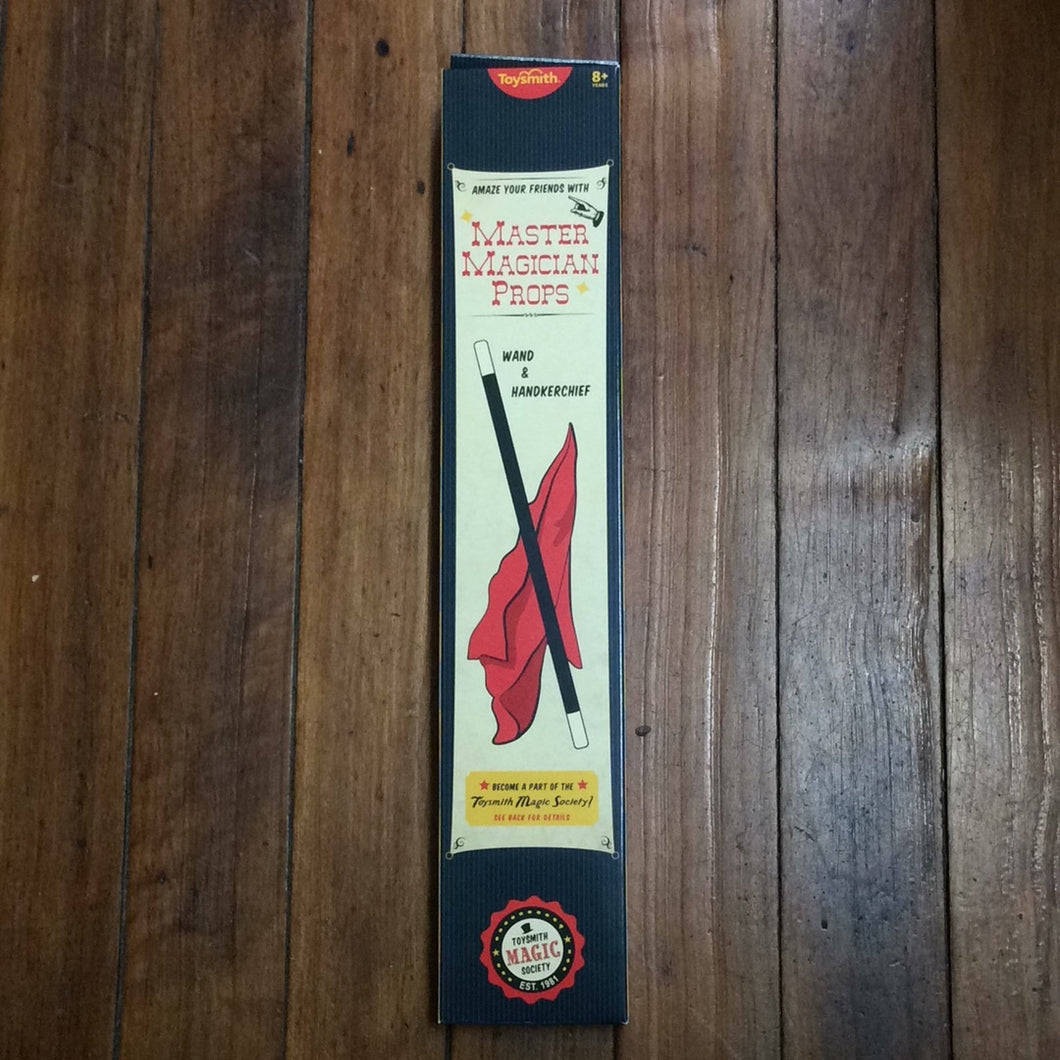 Toysmith.
8+
YEARS
AMAZE YOUR FRIENDS WITH
MASTER
MAGICIAN
PROPS
WAND
&
HANDKERCHIEF
BECOME A PART OF THE
Toysmith Magic Society!
SEE BACK FOR DETAILS
TOYSMITH
MAGIC
SOCIETY
EST. 1981